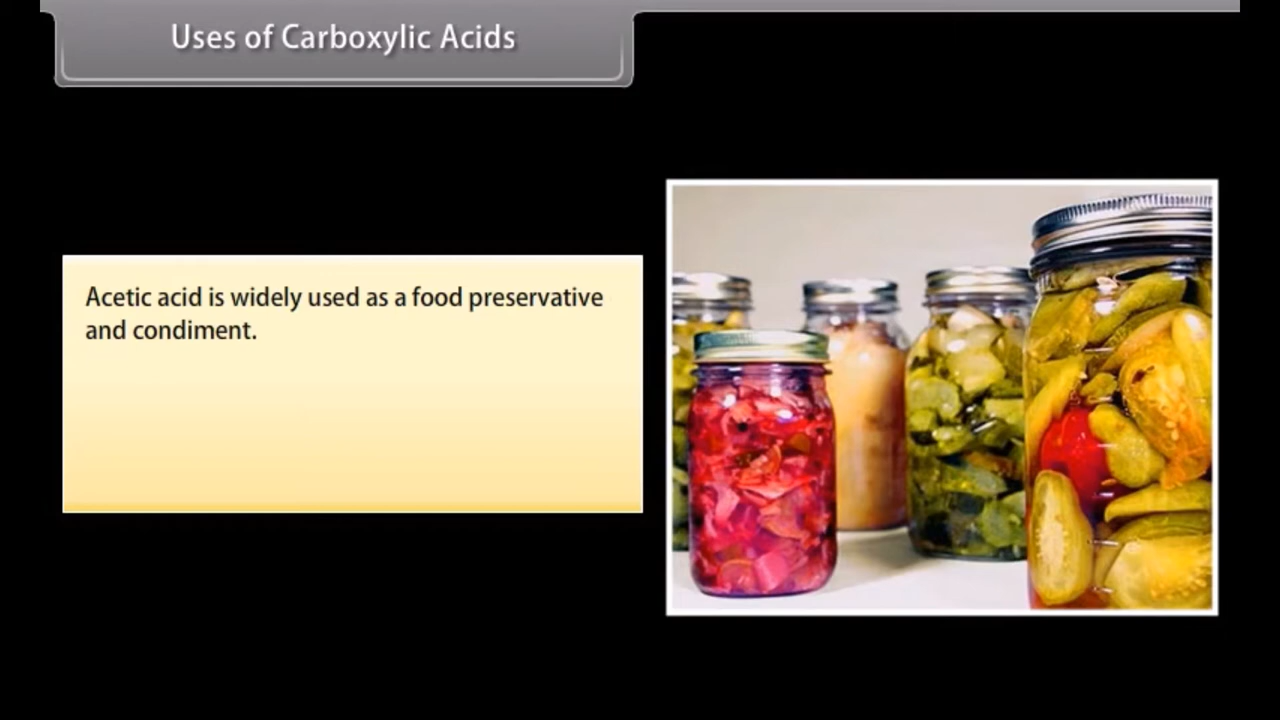 Uses of Carboxylic Acids
Acetic acid is widely used as a food preservative
and condiment.